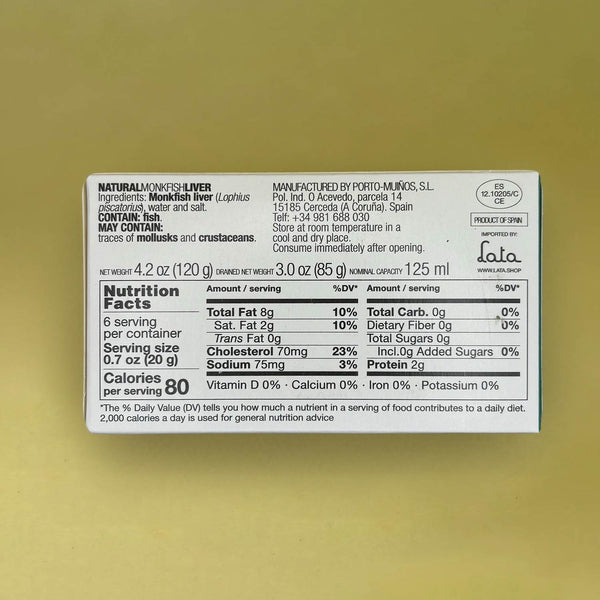 NATURALMONKFISHLIVER
Ingredients: Monkfish liver (Lophius
piscatorius), water and salt.
CONTAIN: fish.
MAY CONTAIN:
traces of mollusks and crustaceans.
MANUFACTURED BY PORTO-MUIÑOS, S.L.
Pol. Ind. O Acevedo, parcela 14
15185 Cerceda (A Coruña). Spain
Telf: +34 981 688 030
Store at room temperature in a
cool and dry place.
Consume immediately after opening.
ES
12.10205/C
CE
PRODUCT OF SPAIN
IMPORTED BY:
Lata
WWW.LATA.SHOP
NET WEIGHT 4.2 oz (120 g) DRAINED NET WEIGHT 3.0 oz (85 g) NOMINAL CAPACITY 125 ml
Nutrition
Facts
6 serving
per container
Serving size
0.7 oz (20 g)
Calories
per serving 80
Amount / serving %DV*
Total Fat 8g 10%
Sat. Fat 2g 10%
Trans Fat 0g
Cholesterol 70mg 23%
Sodium 75mg 3%
Amount / serving %DV*
Total Carb. 0g 0%
Dietary Fiber 0g 0%
Total Sugars 0g
Incl.0g Added Sugars 0%
Protein 2g
Vitamin D 0% · Calcium 0% · Iron 0% · Potassium 0%
*The % Daily Value (DV) tells you how much a nutrient in a serving of food contributes to a daily diet.
2,000 calories a day is used for general nutrition advice